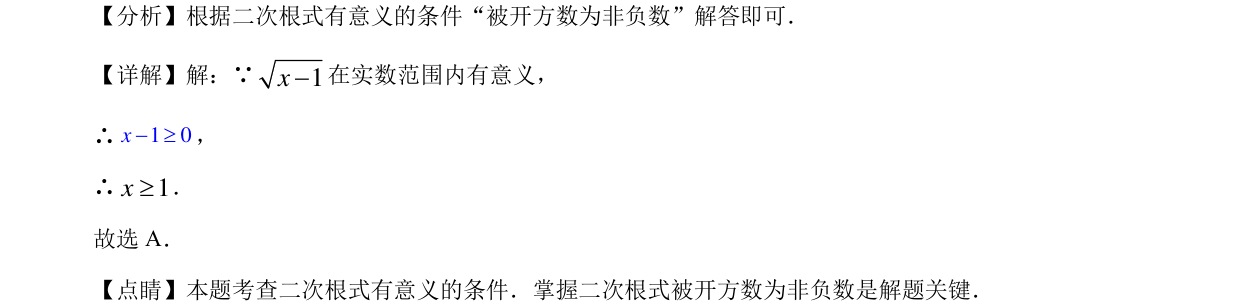 【分析】根据二次根式有意义的条件“被开方数为非负数”解答即可．
【详解】解：∵√(x−1)在实数范围内有意义，
∴x−1≥0，
∴x≥1．
故选 A．
【点睛】本题考查二次根式有意义的条件．掌握二次根式被开方数为非负数是解题关键．